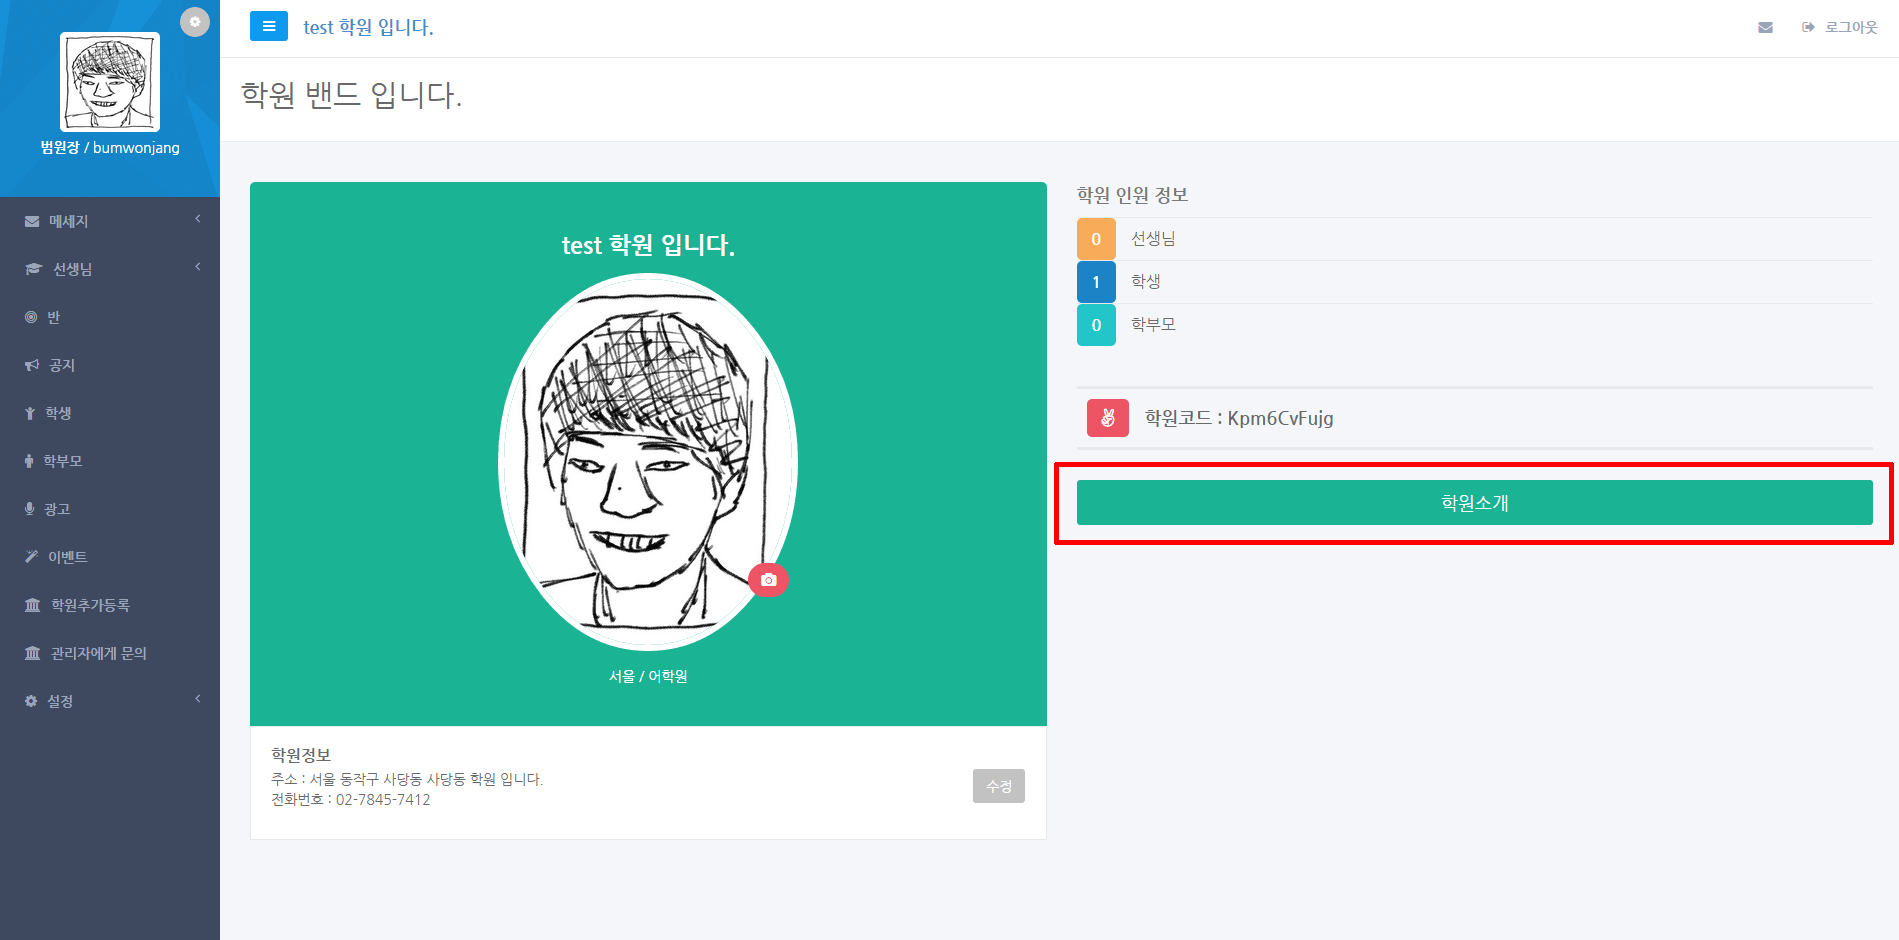 범원장 / bumwonjang
메세지
선생님
반
공지
학생
학부모
광고
이벤트
학원추가등록
관리자에게 문의
설정
test 학원 입니다.
로그아웃
학원 밴드 입니다.
test 학원 입니다.
서울 / 어학원
학원정보
주소 : 서울 동작구 사당동 사당동 학원 입니다.
전화번호 : 02-7845-7412
수정
학원 인원 정보
0 선생님
1 학생
0 학부모
학원코드 : Kpm6CvFujg
학원소개